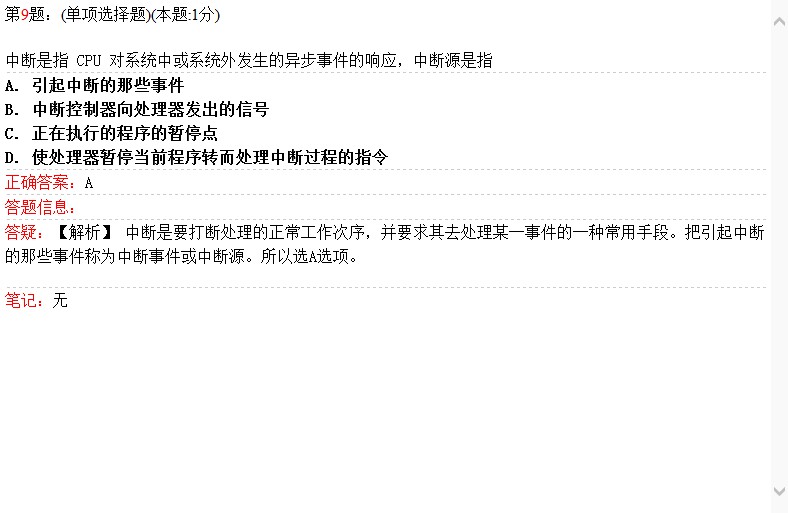 第9题：(单项选择题)(本题:1分)
中断是指 CPU 对系统中或系统外发生的异步事件的响应，中断源是指
A. 引起中断的那些事件
B. 中断控制器向处理器发出的信号
C. 正在执行的程序的暂停点
D. 使处理器暂停当前程序转而处理中断过程的指令
正确答案：A
答题信息：
答疑：【解析】 中断是要打断处理的正常工作次序，并要求其去处理某一事件的一种常用手段。把引起中断
的那些事件称为中断事件或中断源。所以选A选项。
笔记：无